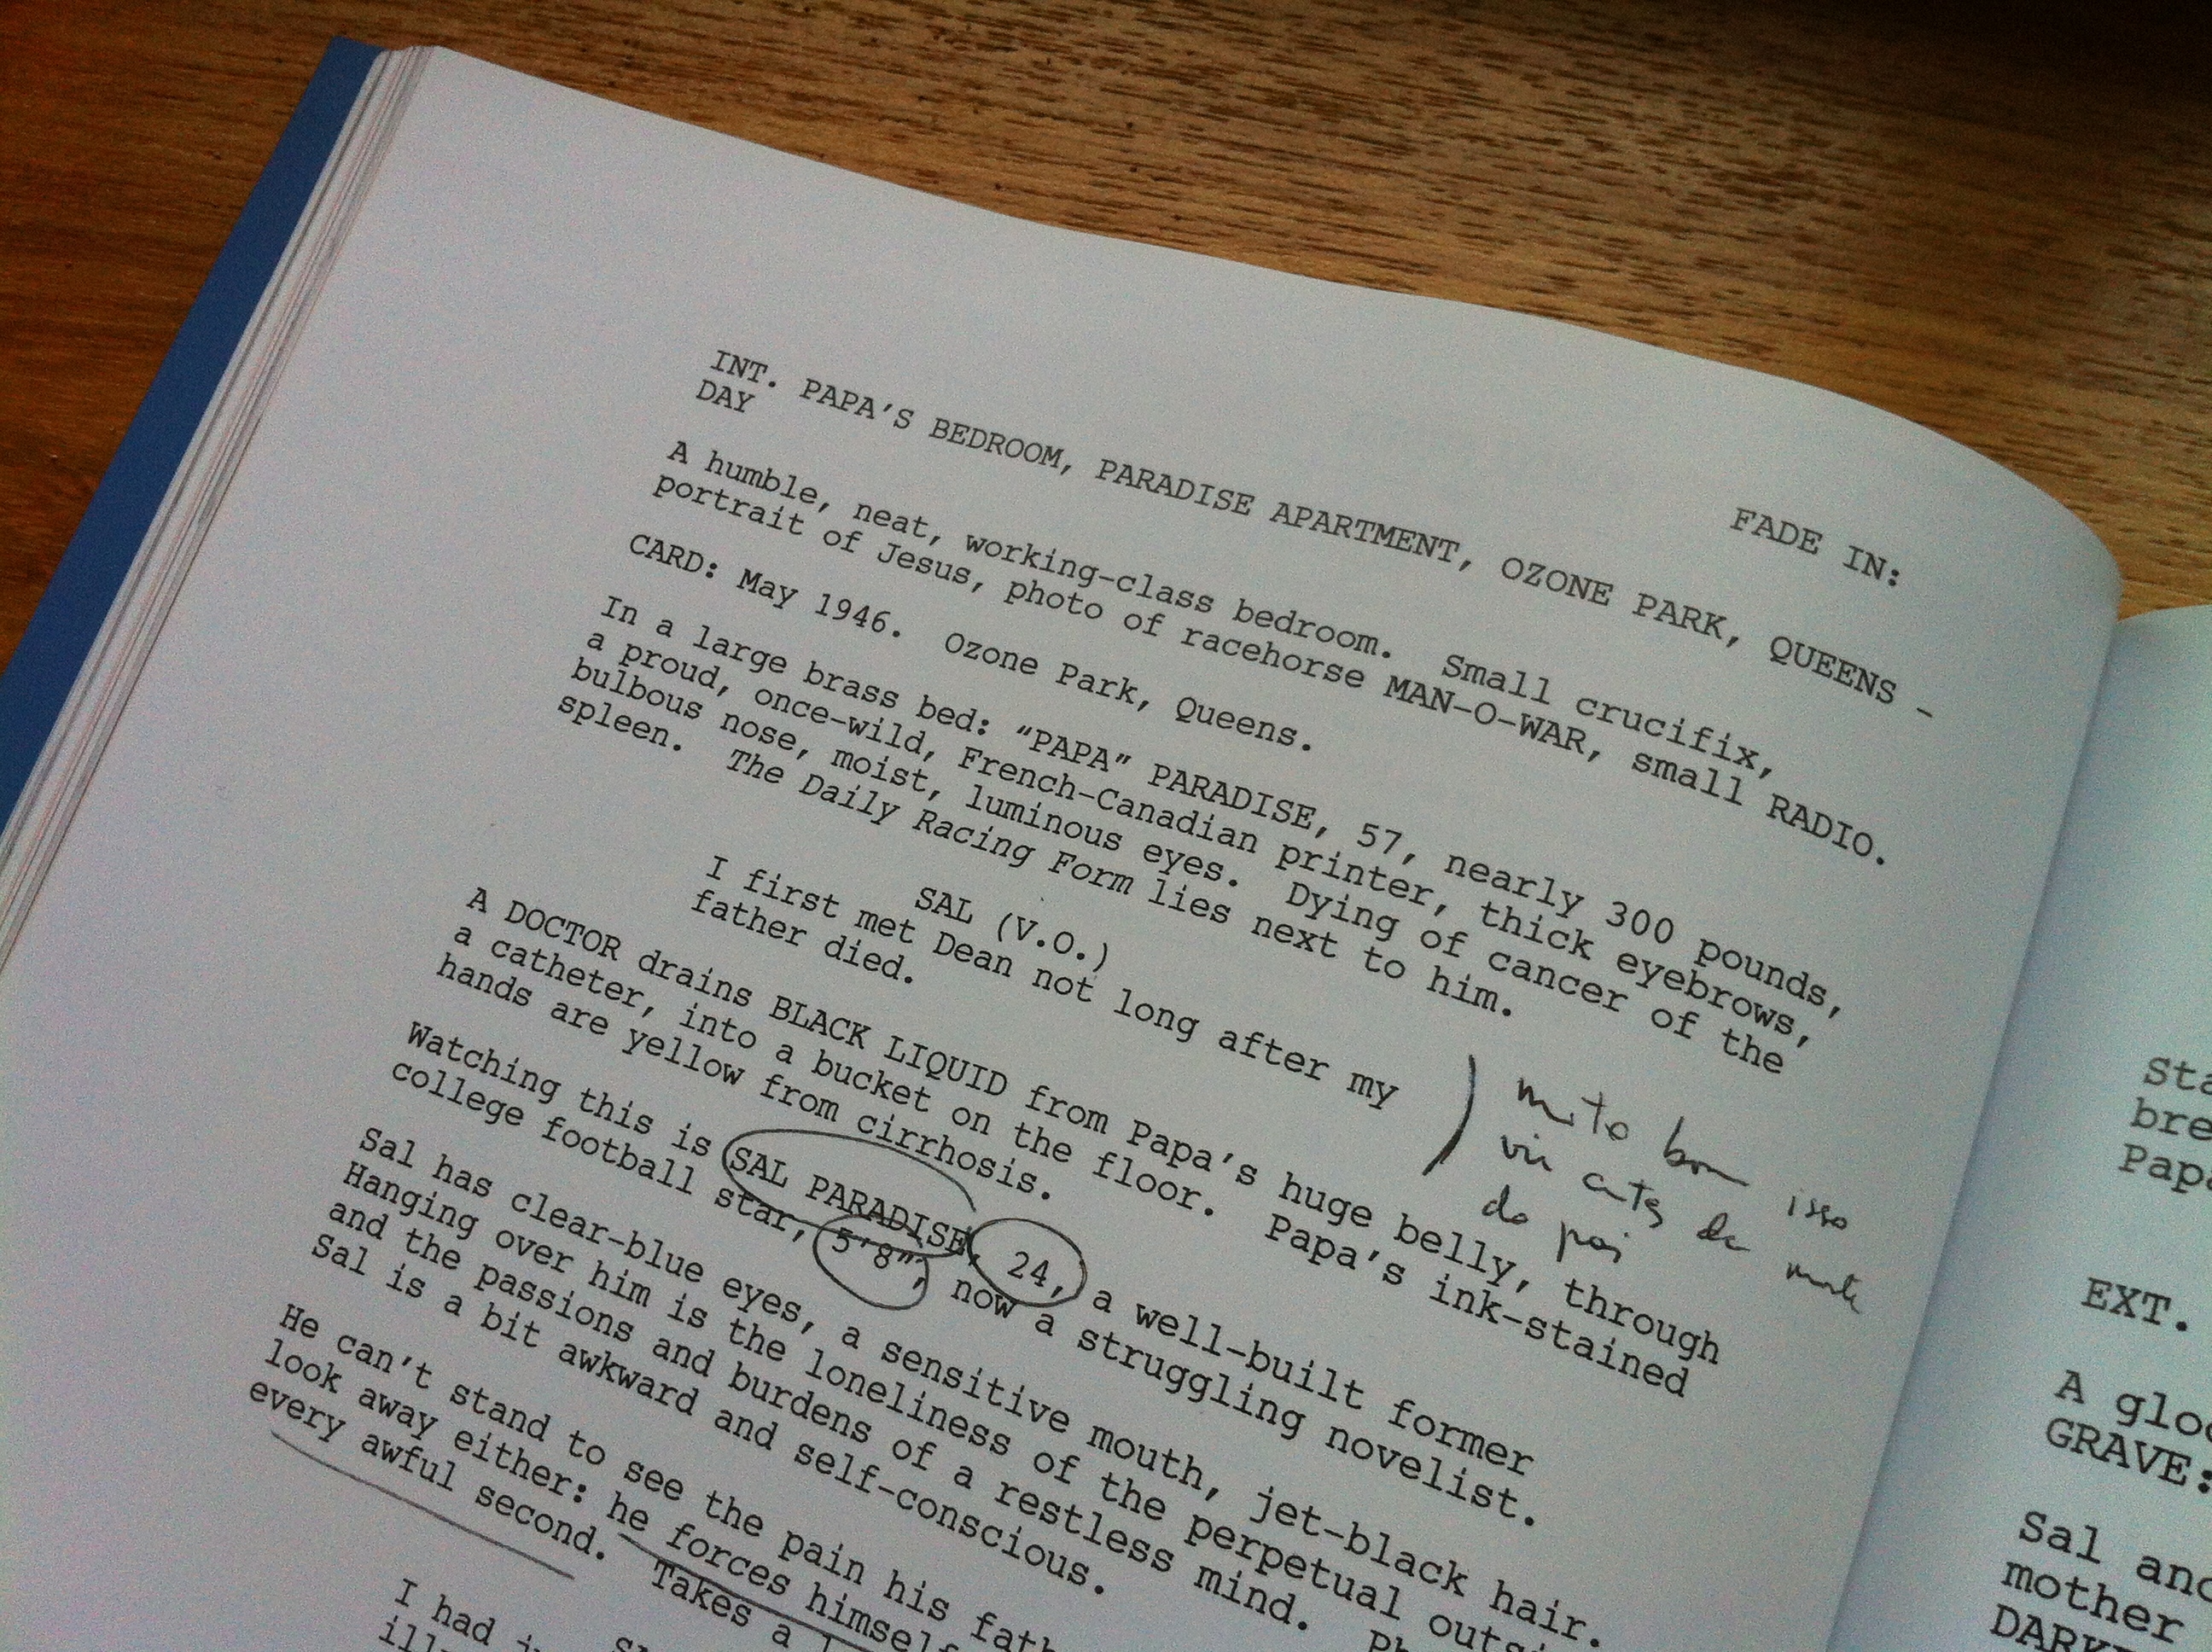 FADE IN:
INT. PAPA'S BEDROOM, PARADISE APARTMENT, OZONE PARK, QUEENS -
DAY
A humble, neat, working-class bedroom. Small crucifix,
portrait of Jesus, photo of racehorse MAN-O-WAR, small RADIO.
CARD: May 1946. Ozone Park, Queens.
In a large brass bed: "PAPA" PARADISE, 57, nearly 300 pounds,
a proud, once-wild, French-Canadian printer, thick eyebrows,
bulbous nose, moist, luminous eyes. Dying of cancer of the
spleen. The Daily Racing Form lies next to him.
SAL (V.O.)
I first met Dean not long after my
father died.
A DOCTOR drains BLACK LIQUID from Papa's huge belly, through
a catheter, into a bucket on the floor. Papa's ink-stained
hands are yellow from cirrhosis.
Watching this is SAL PARADISE, 24, a well-built former
college football star, 5'8", now a struggling novelist.
Sal has clear-blue eyes, a sensitive mouth, jet-black hair.
Hanging over him is the loneliness of the perpetual
and the passions and burdens of a restless mind.
Sal is a bit awkward and self-conscious.
He can't stand to see the pain his
look away either: he forces himself
every awful second. Takes a
I had
isso
do pai
EXT.
A
GRAVE:
Sal
mother